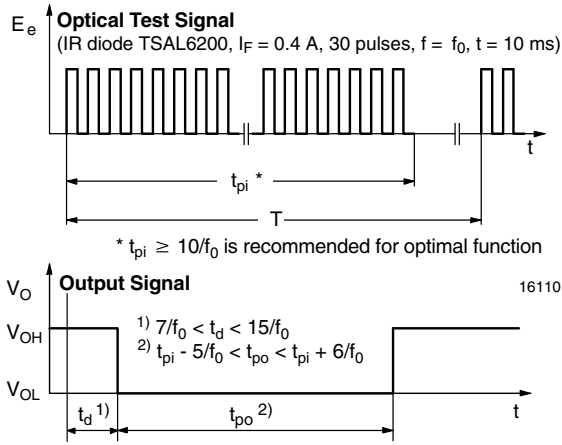 E_e Optical Test Signal
(IR diode TSAL6200, I_F = 0.4 A, 30 pulses, f = f_0, t = 10 ms)
t
t_pi *
T
* t_pi ≥ 10/f_0 is recommended for optimal function
V_O Output Signal 16110
V_OH
1) 7/f_0 < t_d < 15/f_0
2) t_pi - 5/f_0 < t_po < t_pi + 6/f_0
V_OL
t_d 1) t_po 2) t